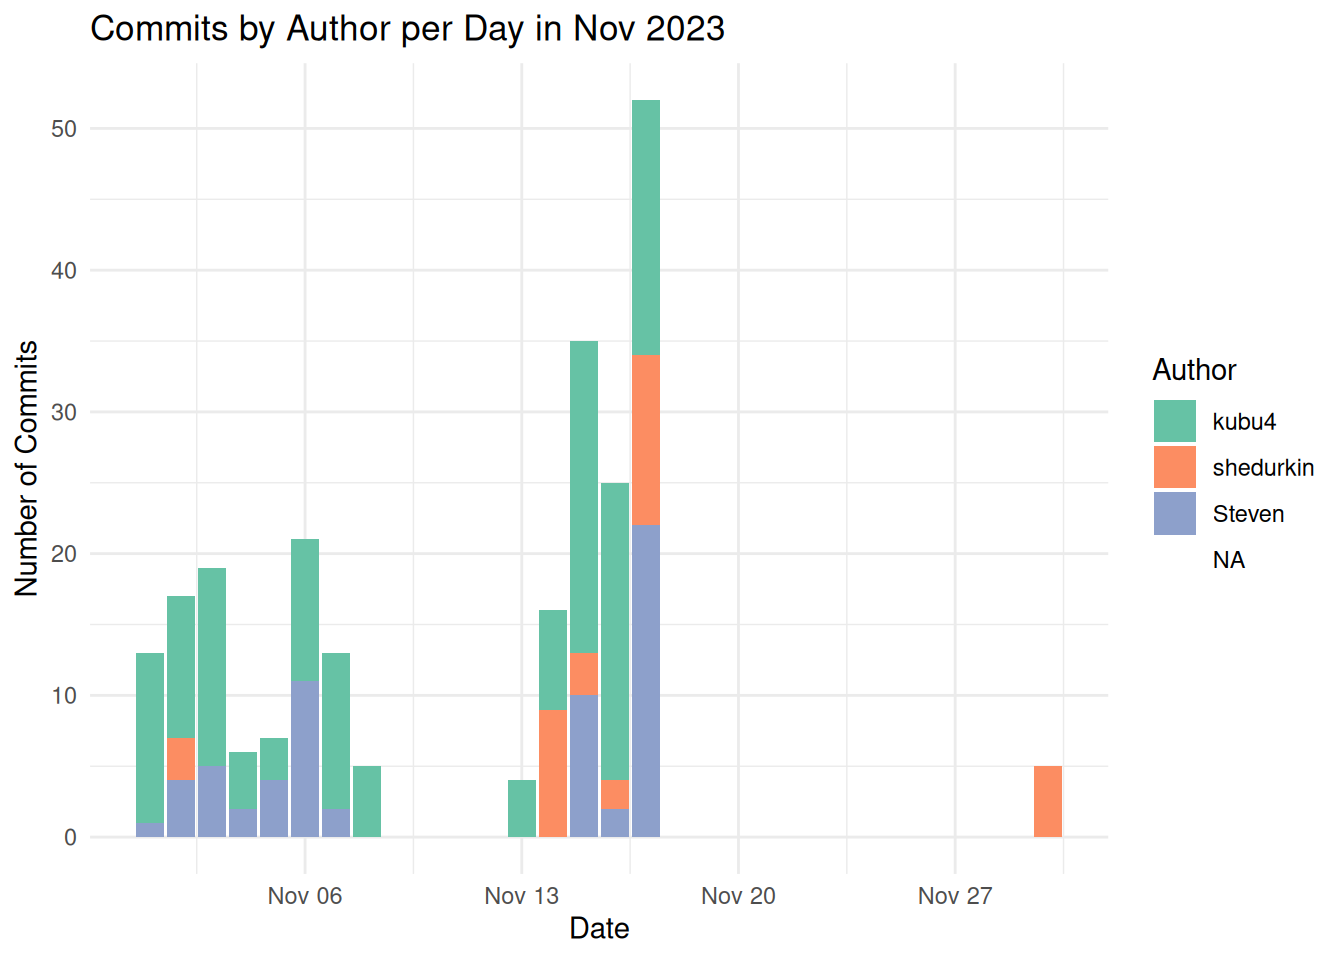 Commits by Author per Day in Nov 2023
Number of Commits
50
40
30
20
10
0
Nov 06 Nov 13 Nov 20 Nov 27
Date
Author
kubu4
shedurkin
Steven
NA